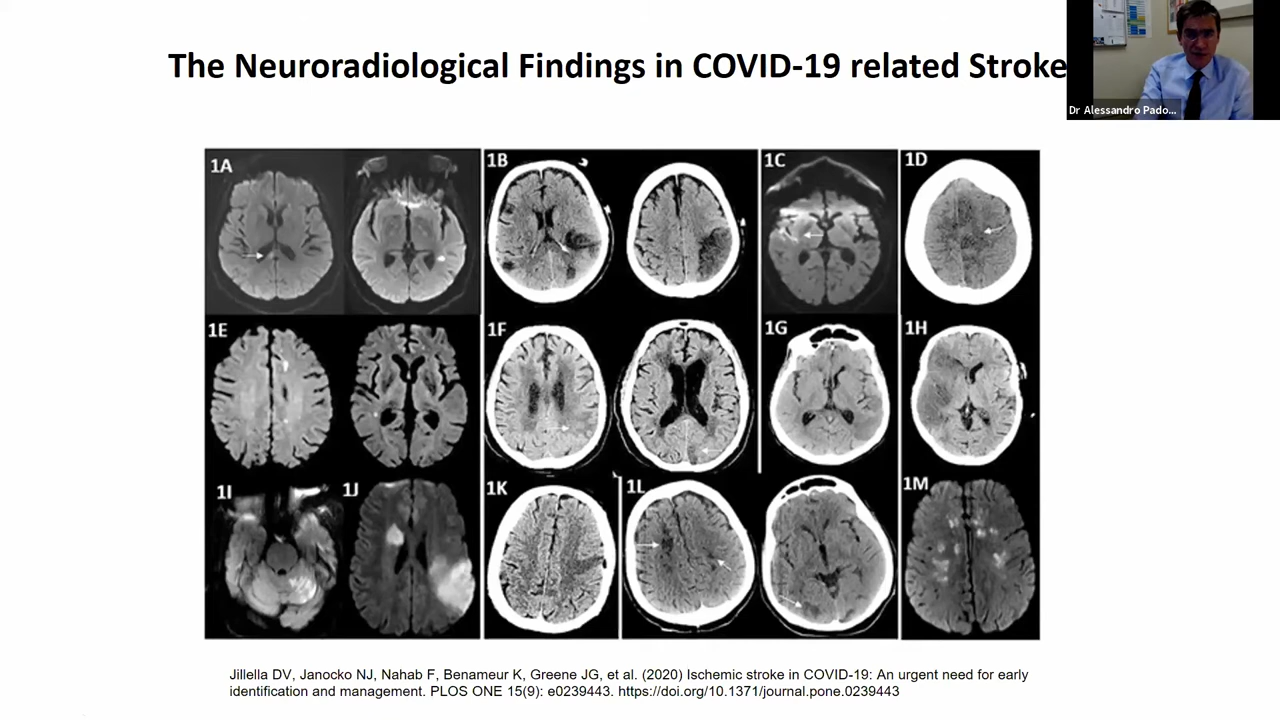 The Neuroradiological Findings in COVID-19 related Stroke
Dr Alessandro Pado...
1A
1B
1C
1D
1E
1F
1G
1H
1I
1J
1K
1L
1M
Jillella DV, Janocko NJ, Nahab F, Benameur K, Greene JG, et al. (2020) Ischemic stroke in COVID-19: An urgent need for early
identification and management. PLOS ONE 15(9): e0239443. https://doi.org/10.1371/journal.pone.0239443